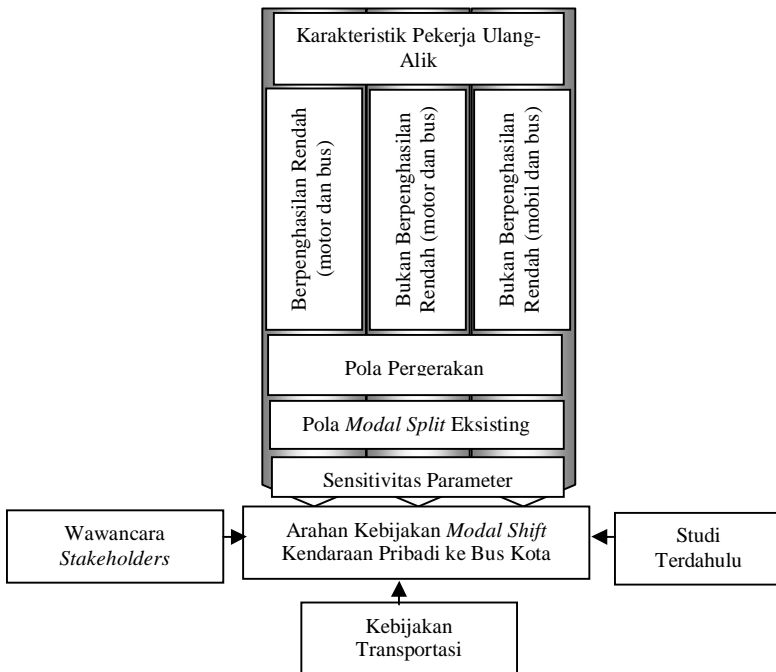 Karakteristik Pekerja Ulang-
Alik
Berpenghasilan Rendah
(motor dan bus)
Bukan Berpenghasilan
Rendah (motor dan bus)
Bukan Berpenghasilan
Rendah (mobil dan bus)
Pola Pergerakan
Pola Modal Split Eksisting
Sensitivitas Parameter
Wawancara
Stakeholders
Arahan Kebijakan Modal Shift
Kendaraan Pribadi ke Bus Kota
Studi
Terdahulu
Kebijakan
Transportasi